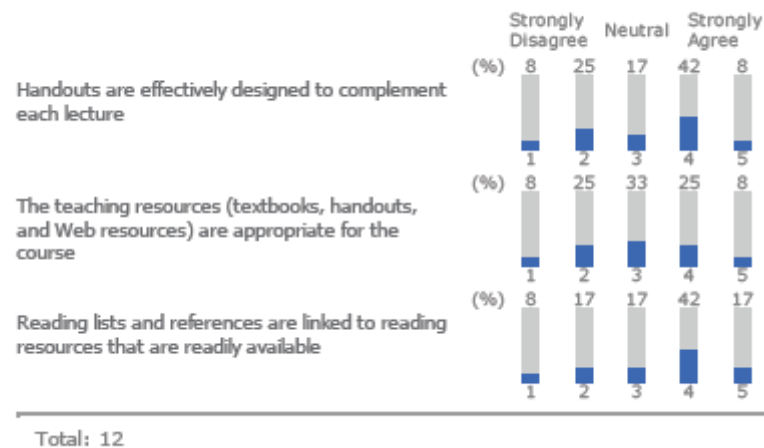 Strongly Disagree Neutral Strongly Agree
(%) 8 25 17 42 8
Handouts are effectively designed to complement
each lecture
1 2 3 4 5
(%) 8 25 33 25 8
The teaching resources (textbooks, handouts,
and Web resources) are appropriate for the
course
1 2 3 4 5
(%) 8 17 17 42 17
Reading lists and references are linked to reading
resources that are readily available
1 2 3 4 5
Total: 12